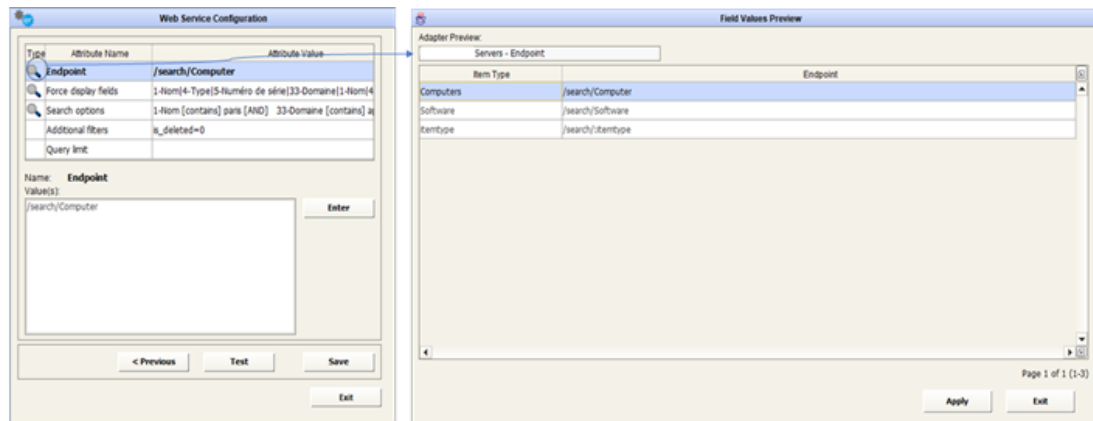 Web Service Configuration
Type Attribute Name Attribute Value
Endpoint /search/Computer
Force display fields 1-Nom|4-Type|5-Numéro de série|33-Domaine|1-Nom|4
Search options 1-Nom [contains] paris [AND] 33-Domaine [contains] a
Additional filters is_deleted=0
Query limit
Name: Endpoint
Value(s):
/search/Computer
Enter
< Previous Test Save
Exit
Field Values Preview
Adapter Preview:
Servers - Endpoint
Item Type Endpoint
Computers /search/Computer
Software /search/Software
itemtype /search/:itemtype
Page 1 of 1 (1-3)
Apply Exit